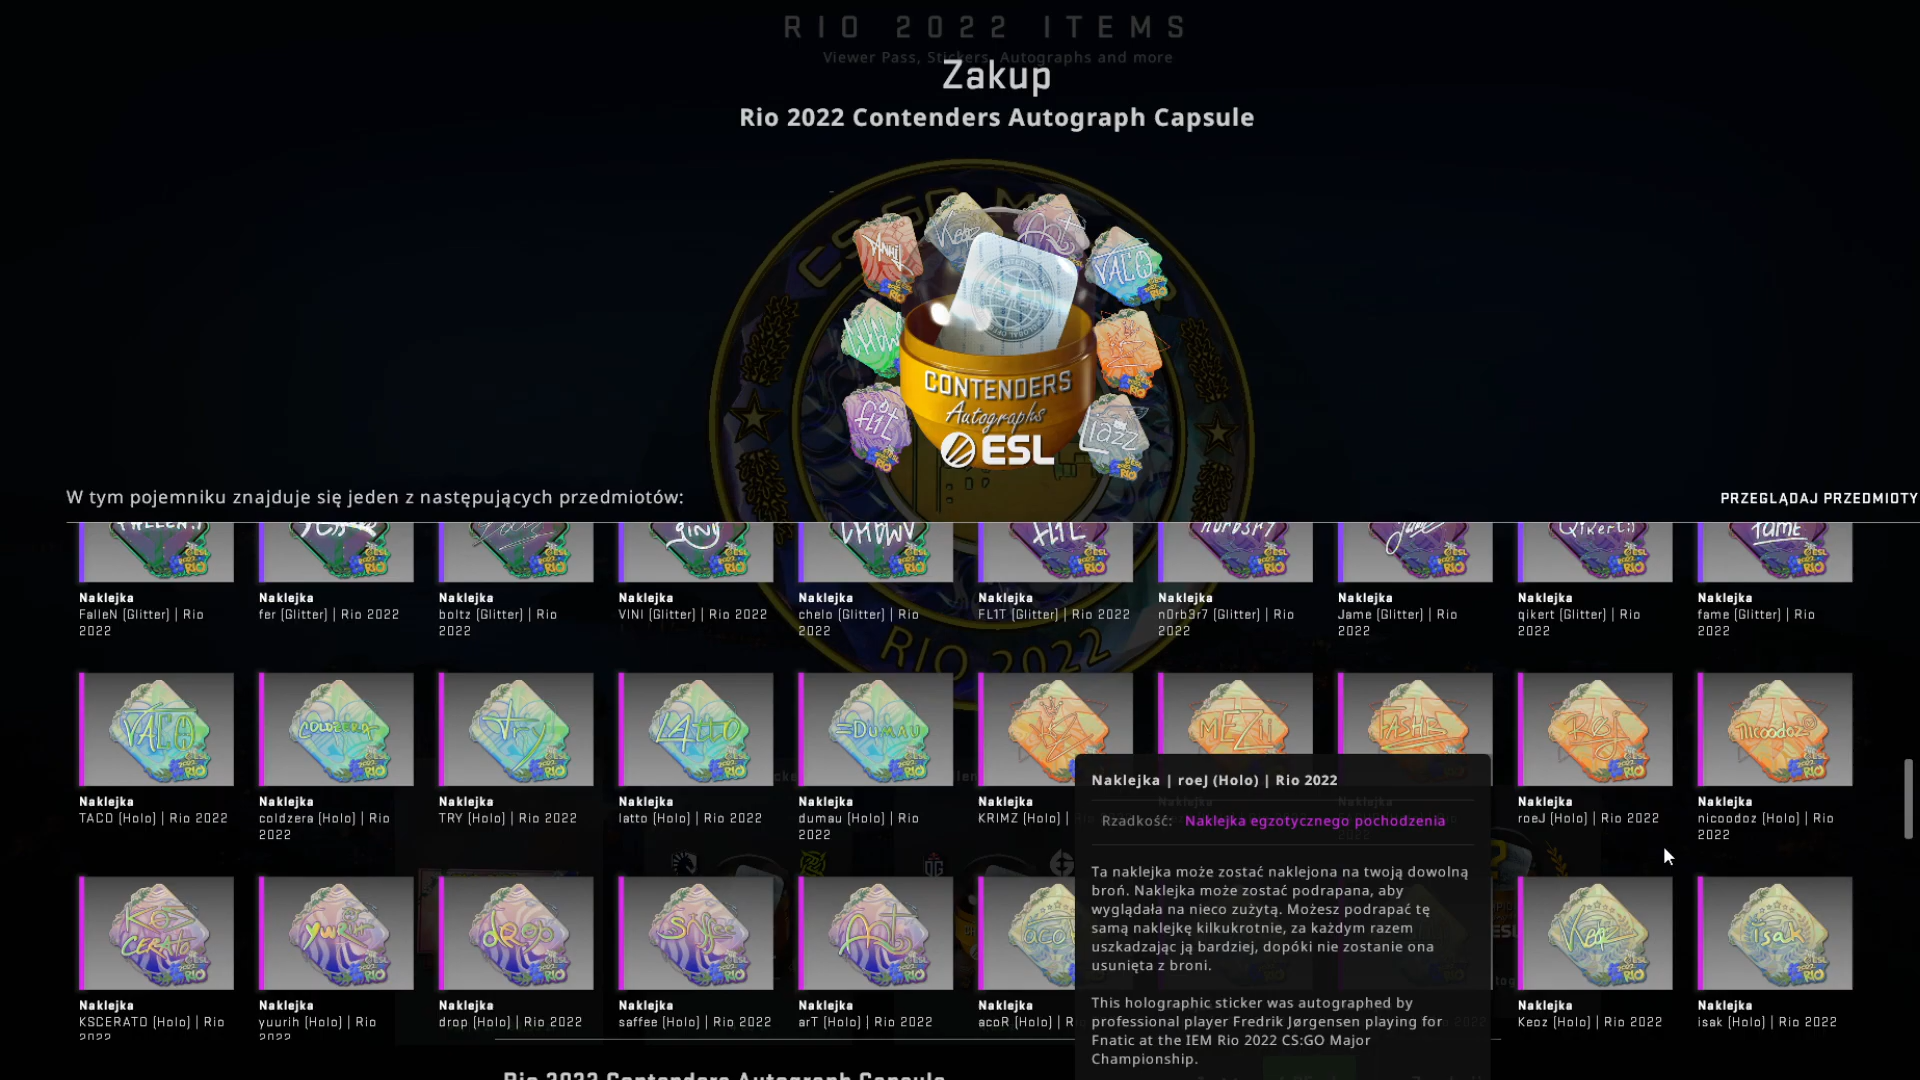 RIO 2022 ITEMS
Viewer Pass, Stickers, Autographs and more
Zakup
Rio 2022 Contenders Autograph Capsule
CONTENDERS
Autographs
ESL
RIO 2022
W tym pojemniku znajduje się jeden z następujących przedmiotów:
PRZEGLĄDAJ PRZEDMIOTY
Naklejka
FalleN (Glitter) | Rio
2022
Naklejka
fer (Glitter) | Rio 2022
Naklejka
boltz (Glitter) | Rio
2022
Naklejka
VINI (Glitter) | Rio 2022
Naklejka
chelo (Glitter) | Rio
2022
Naklejka
FL1T (Glitter) | Rio 2022
Naklejka
n0rb3r7 (Glitter) | Rio
2022
Naklejka
Jame (Glitter) | Rio
2022
Naklejka
qikert (Glitter) | Rio
2022
Naklejka
fame (Glitter) | Rio
2022
Naklejka
TACO (Holo) | Rio 2022
Naklejka
coldzera (Holo) | Rio
2022
Naklejka
TRY (Holo) | Rio 2022
Naklejka
latto (Holo) | Rio 2022
Naklejka
dumau (Holo) | Rio
2022
Naklejka
KRIMZ (Holo) |
Naklejka
roeJ (Holo) | Rio 2022
Naklejka
nicoodoz (Holo) | Rio
2022
Naklejka | roeJ (Holo) | Rio 2022
Rzadkość: Naklejka egzotycznego pochodzenia
Ta naklejka może zostać naklejona na twoją dowolną
broń. Naklejka może zostać podrapana, aby
wyglądała na nieco zużytą. Możesz podrapać tę
samą naklejkę kilkukrotnie, za każdym razem
uszkadzając ją bardziej, dopóki nie zostanie ona
usunięta z broni.
This holographic sticker was autographed by
professional player Fredrik Jørgensen playing for
Fnatic at the IEM Rio 2022 CS:GO Major
Championship.
Naklejka
KSCERATO (Holo) | Rio
2022
Naklejka
yuurih (Holo) | Rio
2022
Naklejka
drop (Holo) | Rio 2022
Naklejka
saffee (Holo) | Rio 2022
Naklejka
arT (Holo) | Rio 2022
Naklejka
acoR (Holo) | R
Naklejka
Keoz (Holo) | Rio 2022
Naklejka
isak (Holo) | Rio 2022
Rio 2022 Contenders Autograph Capsule